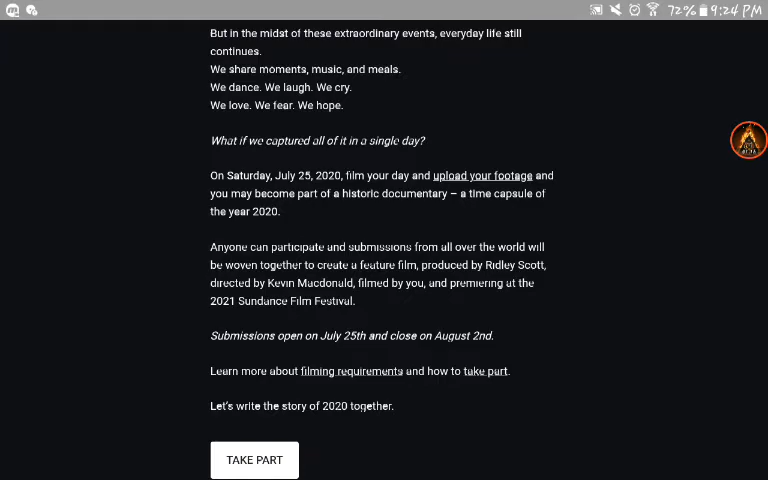 72% 9:24 PM
But in the midst of these extraordinary events, everyday life still
continues.
We share moments, music, and meals.
We dance. We laugh. We cry.
We love. We fear. We hope.
What if we captured all of it in a single day?
On Saturday, July 25, 2020, film your day and upload your footage and
you may become part of a historic documentary – a time capsule of
the year 2020.
Anyone can participate and submissions from all over the world will
be woven together to create a feature film, produced by Ridley Scott,
directed by Kevin Macdonald, filmed by you, and premiering at the
2021 Sundance Film Festival.
Submissions open on July 25th and close on August 2nd.
Learn more about filming requirements and how to take part.
Let's write the story of 2020 together.
TAKE PART